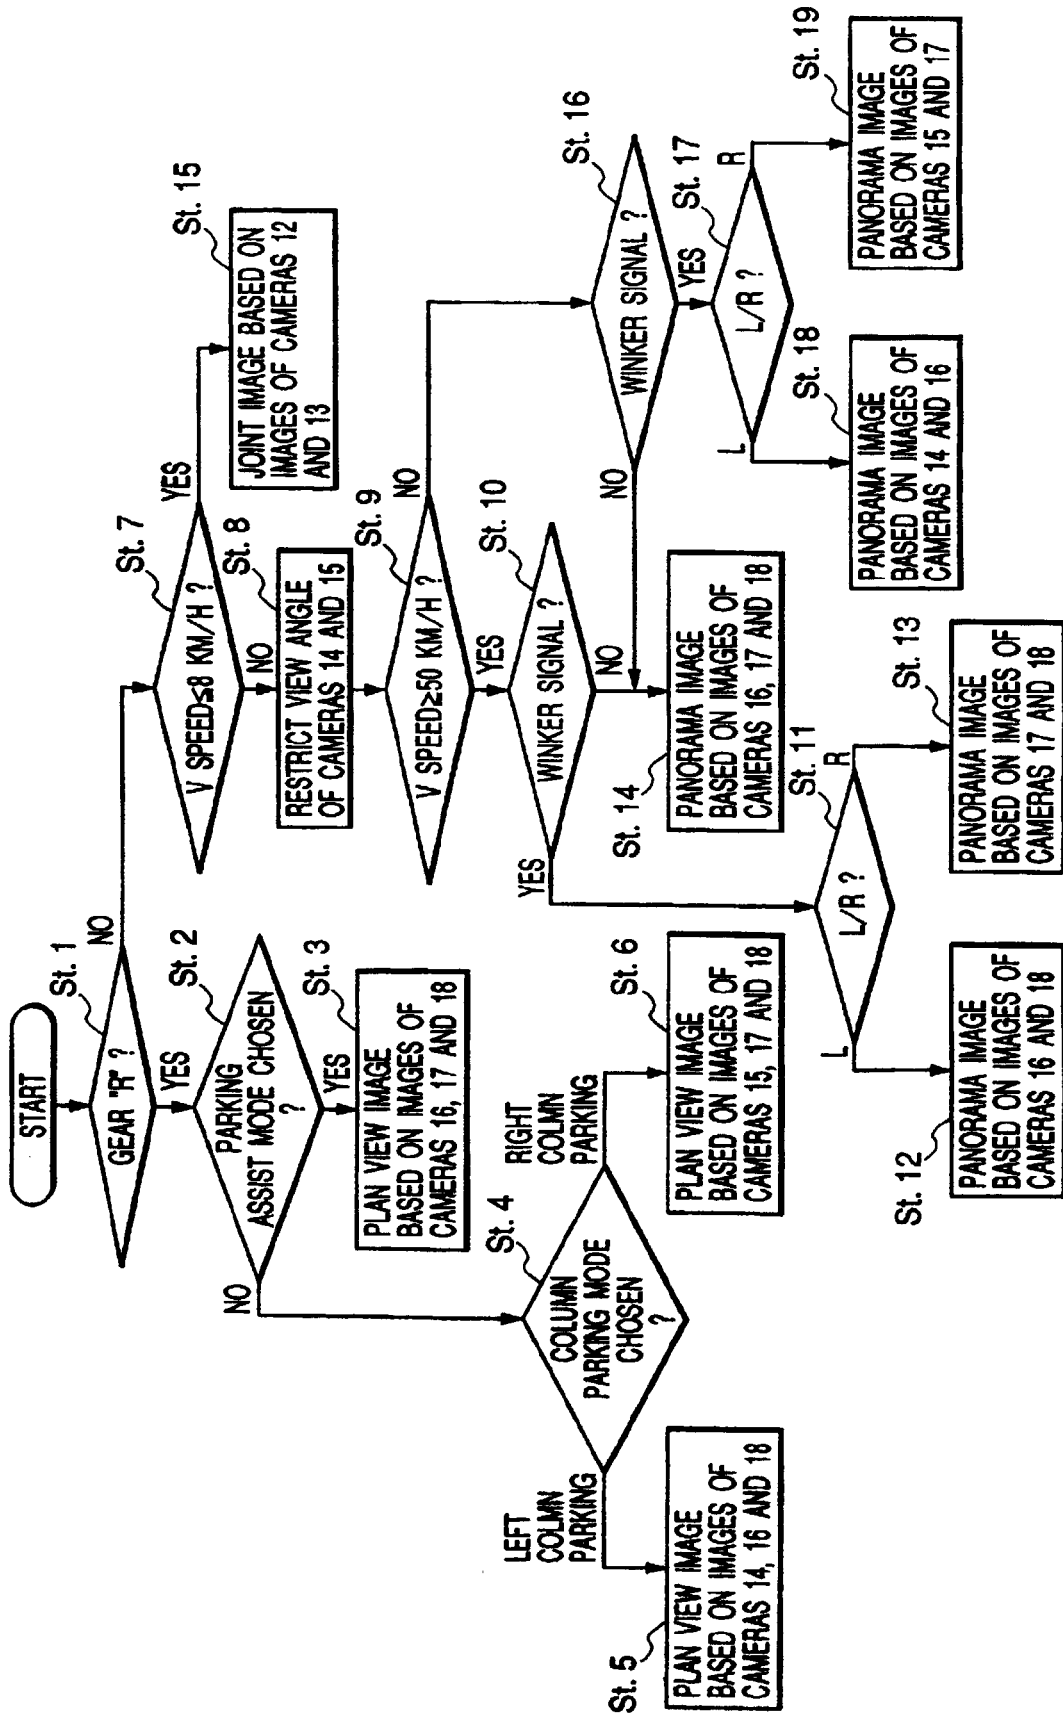 START
St. 1
GEAR "R" ?
NO
YES
St. 2
PARKING
ASSIST MODE CHOSEN
?
NO
YES
St. 3
PLAN VIEW IMAGE
BASED ON IMAGES OF
CAMERAS 16, 17 AND 18
St. 4
COLUMN
PARKING MODE
CHOSEN
?
LEFT
COLMN
PARKING
RIGHT
COLMN
PARKING
St. 5
PLAN VIEW IMAGE
BASED ON IMAGES OF
CAMERAS 14, 16 AND 18
St. 6
PLAN VIEW IMAGE
BASED ON IMAGES OF
CAMERAS 15, 17 AND 18
St. 7
V SPEED≦8 KM/H ?
YES
NO
St. 15
JOINT IMAGE BASED ON
IMAGES OF CAMERAS 12
AND 13
St. 8
RESTRICT VIEW ANGLE
OF CAMERAS 14 AND 15
St. 9
V SPEED≥50 KM/H ?
NO
YES
St. 10
WINKER SIGNAL ?
YES
NO
St. 14
PANORAMA IMAGE
BASED ON IMAGES OF
CAMERAS 16, 17 AND 18
St. 11
L/R ?
L
R
St. 12
PANORAMA IMAGE
BASED ON IMAGES OF
CAMERAS 16 AND 18
St. 13
PANORAMA IMAGE
BASED ON IMAGES OF
CAMERAS 17 AND 18
St. 16
WINKER SIGNAL ?
NO
YES
St. 17
L/R ?
L
R
St. 18
PANORAMA IMAGE
BASED ON IMAGES OF
CAMERAS 14 AND 16
St. 19
PANORAMA IMAGE
BASED ON IMAGES OF
CAMERAS 15 AND 17